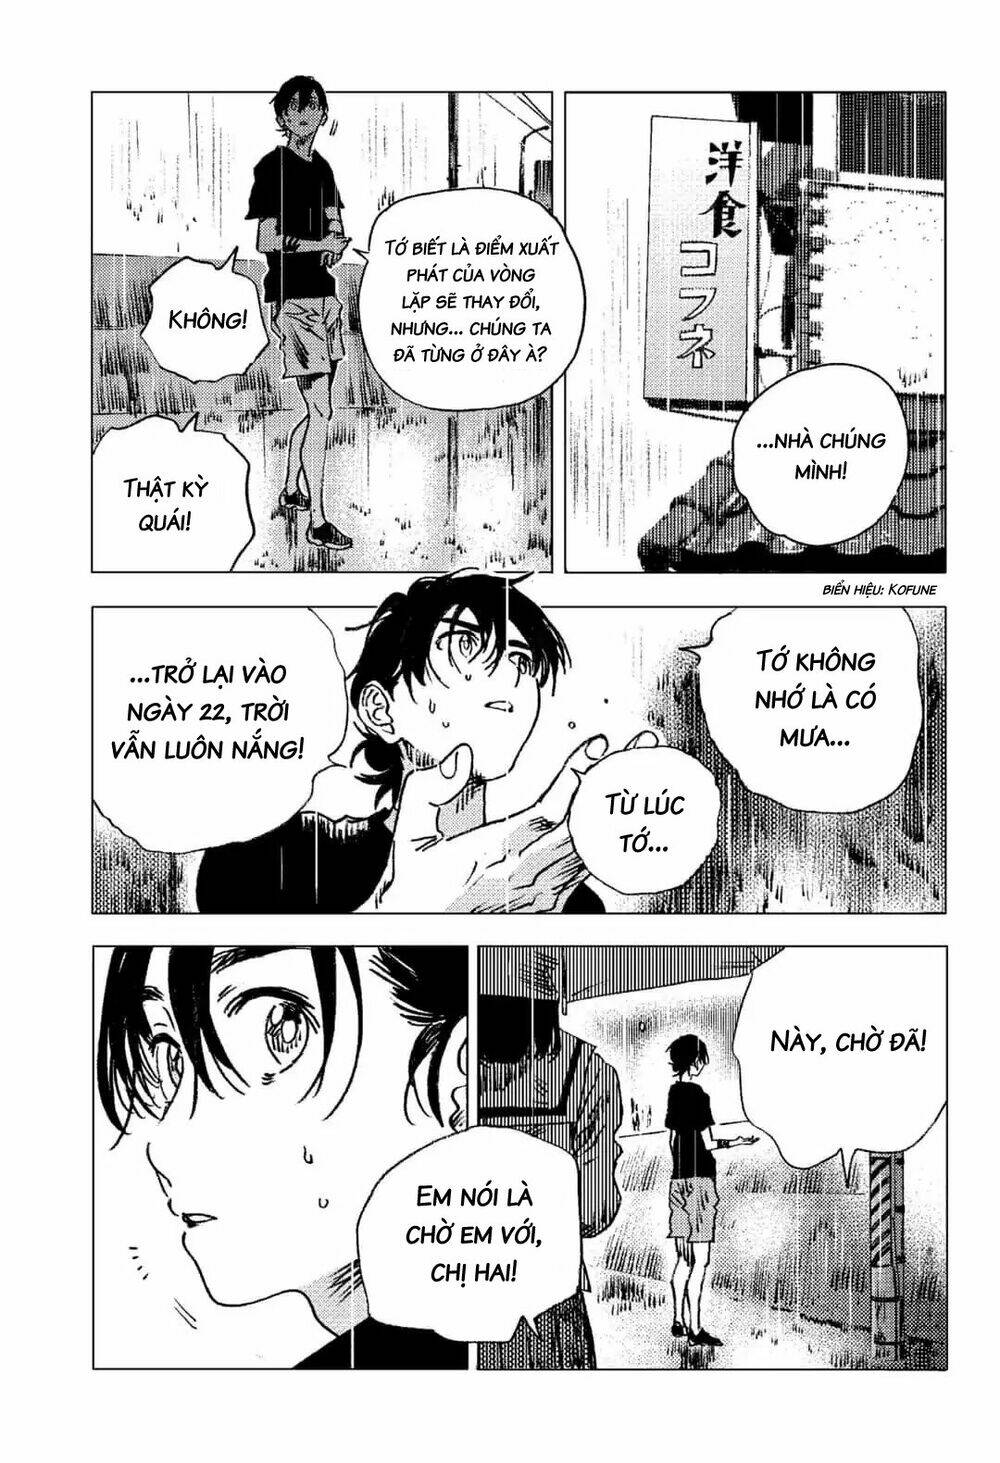 洋食コフネ
...NHÀ CHÚNG
MÌNH!
BIỂN HIỆU: KOFUNE
TỚ BIẾT LÀ ĐIỂM XUẤT
PHÁT CỦA VÒNG
LẶP SẼ THAY ĐỔI,
NHƯNG... CHÚNG TA
ĐÃ TỪNG Ở ĐÂY À?
KHÔNG!
THẬT KỲ
QUÁI!
TỚ KHÔNG
NHỚ LÀ CÓ
MƯA...
TỪ LÚC
TỚ...
...TRỞ LẠI VÀO
NGÀY 22, TRỜI
VẪN LUÔN NẮNG!
NÀY, CHỜ ĐÃ!
EM NÓI LÀ
CHỜ EM VỚI,
CHỊ HAI!